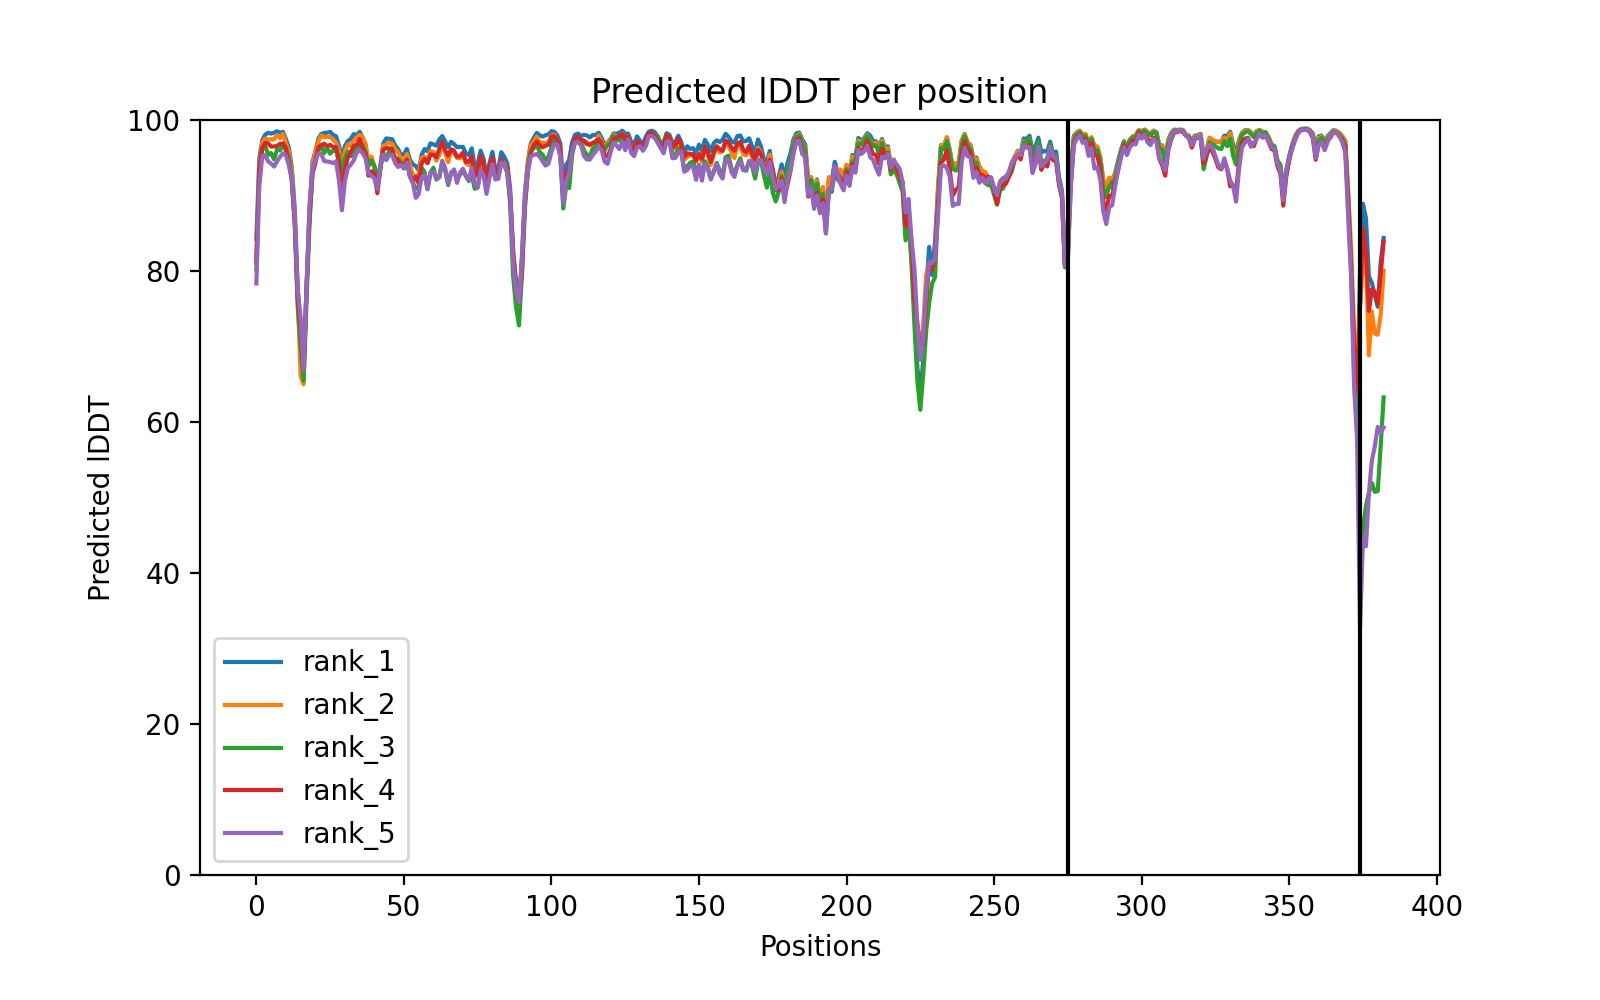 Predicted lDDT per position
100
80
60
40
20
0
Predicted lDDT
rank_1
rank_2
rank_3
rank_4
rank_5
0 50 100 150 200 250 300 350 400
Positions